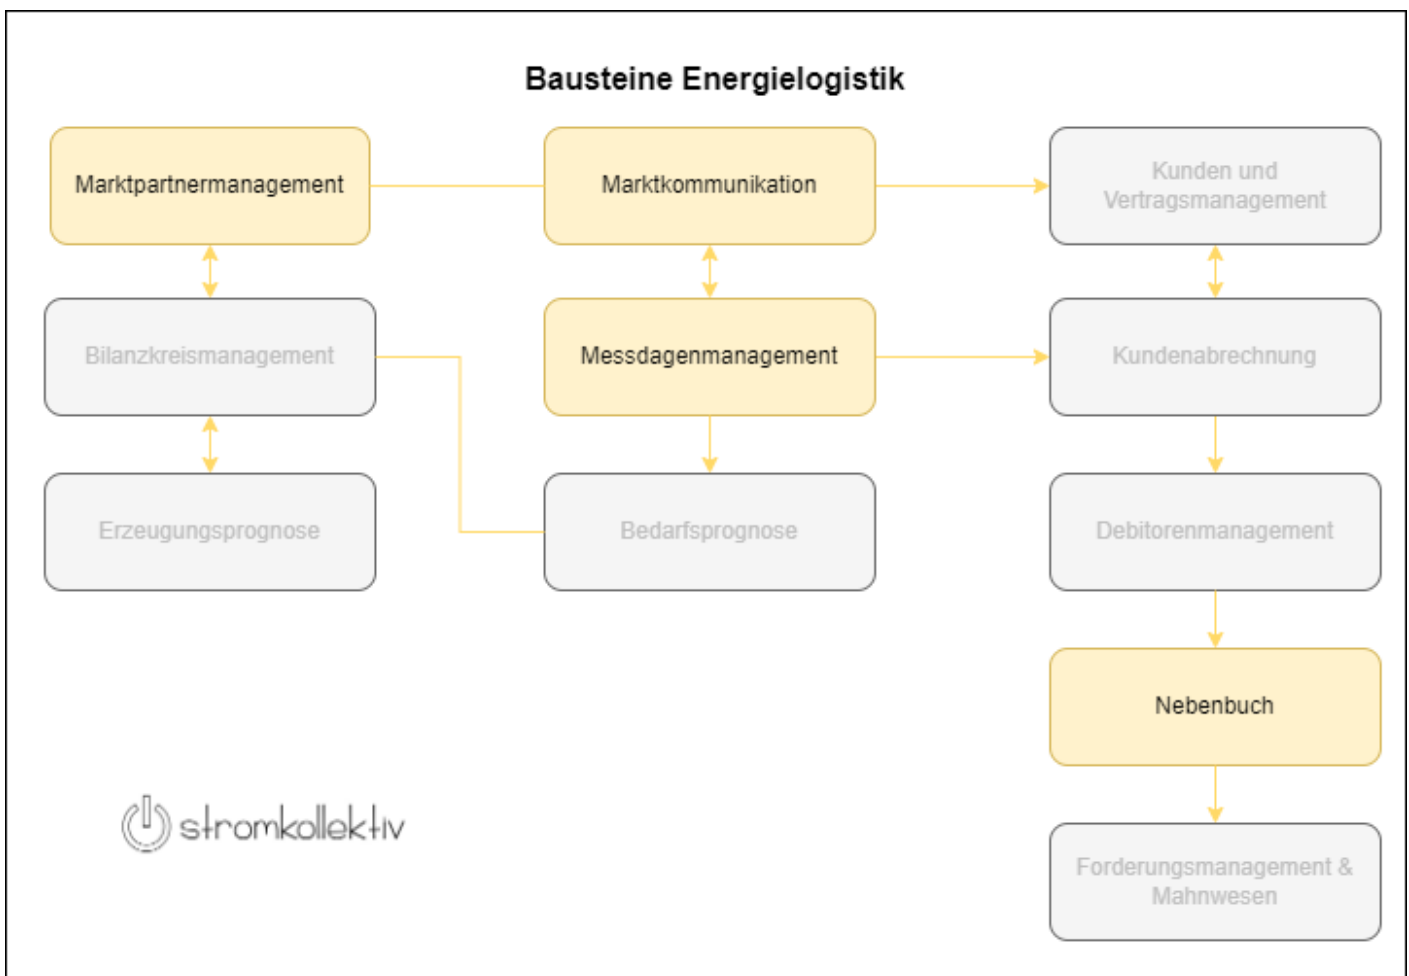 Bausteine Energielogistik
Marktpartnermanagement
Marktkommunikation
Kunden und
Vertragsmanagement
Bilanzkreismanagement
Messdagenmanagement
Kundenabrechnung
Erzeugungsprognose
Bedarfsprognose
Debitorenmanagement
Nebenbuch
stromkollektiv
Forderungsmanagement &
Mahnwesen